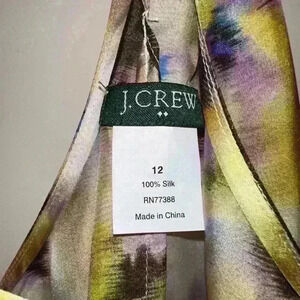 J.CREW
12
100% Silk
RN77388
Made in China